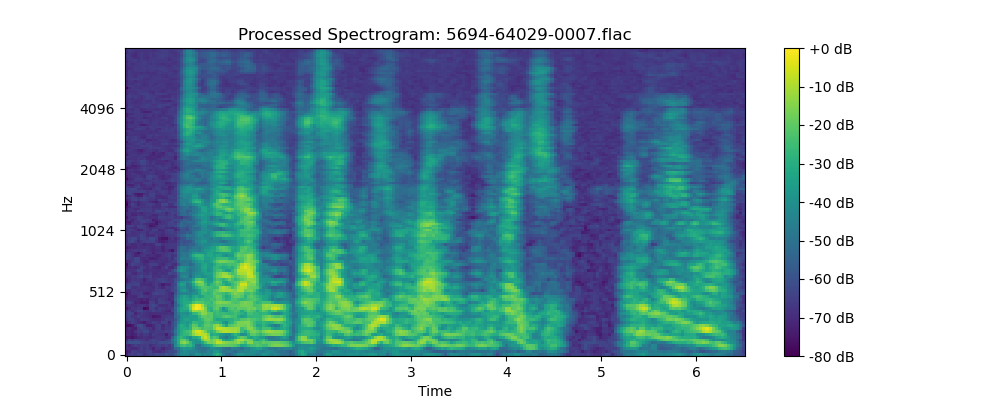 Processed Spectrogram: 5694-64029-0007.flac
Hz
4096
2048
1024
512
0
0 1 2 3 4 5 6
Time
+0 dB
-10 dB
-20 dB
-30 dB
-40 dB
-50 dB
-60 dB
-70 dB
-80 dB